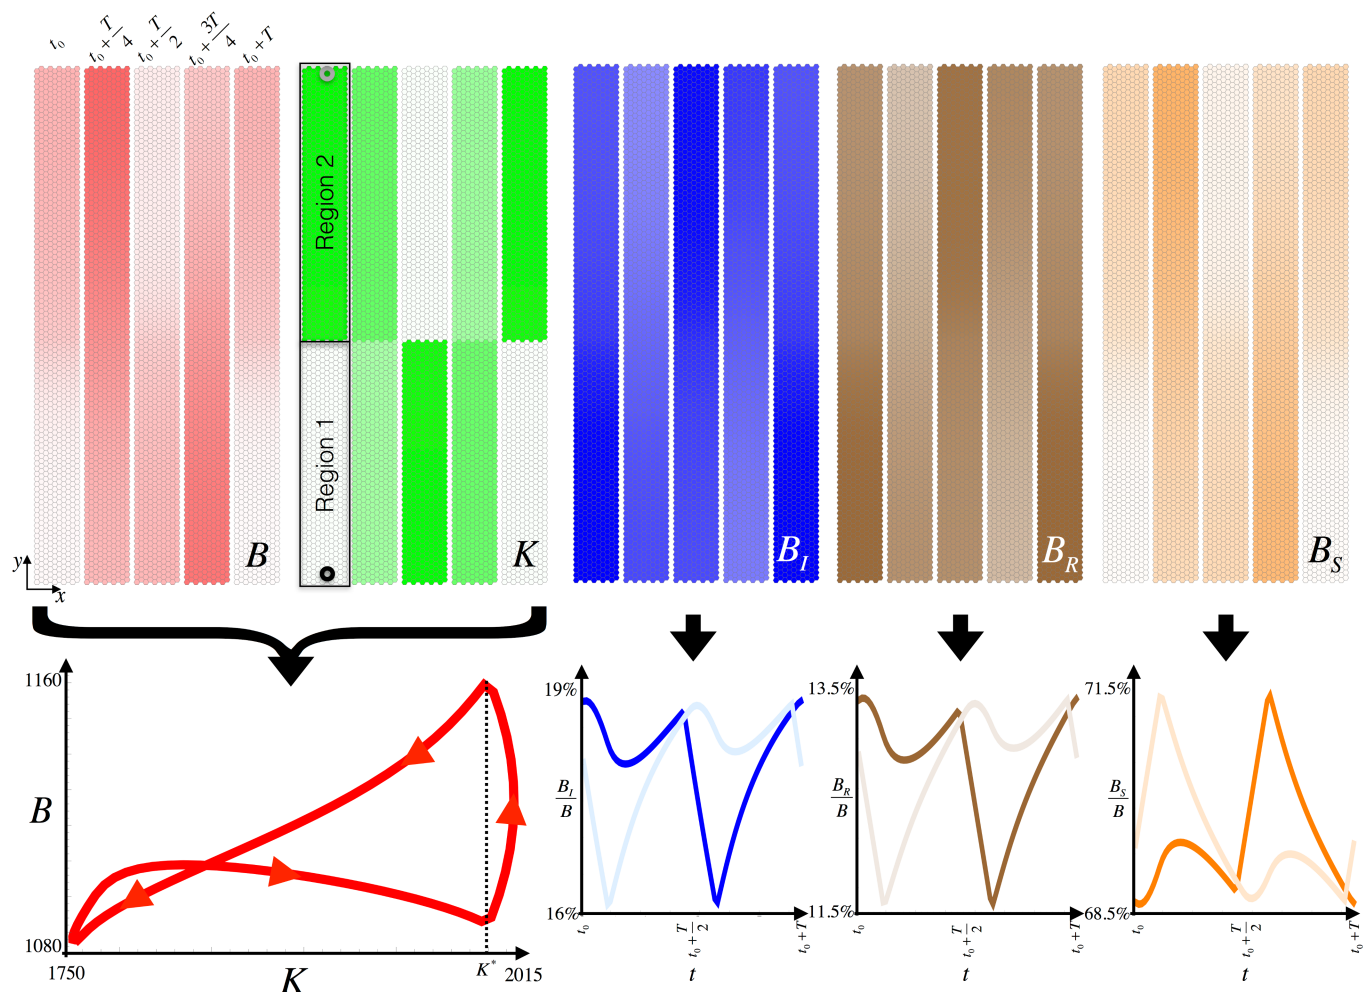 t₀
t₀ + T/4
t₀ + T/2
t₀ + 3T/4
t₀ + T
Region 2
Region 1
B
K
B_I
B_R
B_S
y
x
1160
B
1080
1750
K
K*
2015
19%
B_I/B
16%
t₀
t₀ + T/2
t₀ + T
t
13.5%
B_R/B
11.5%
t₀
t₀ + T/2
t₀ + T
t
71.5%
B_S/B
68.5%
t₀
t₀ + T/2
t₀ + T
t